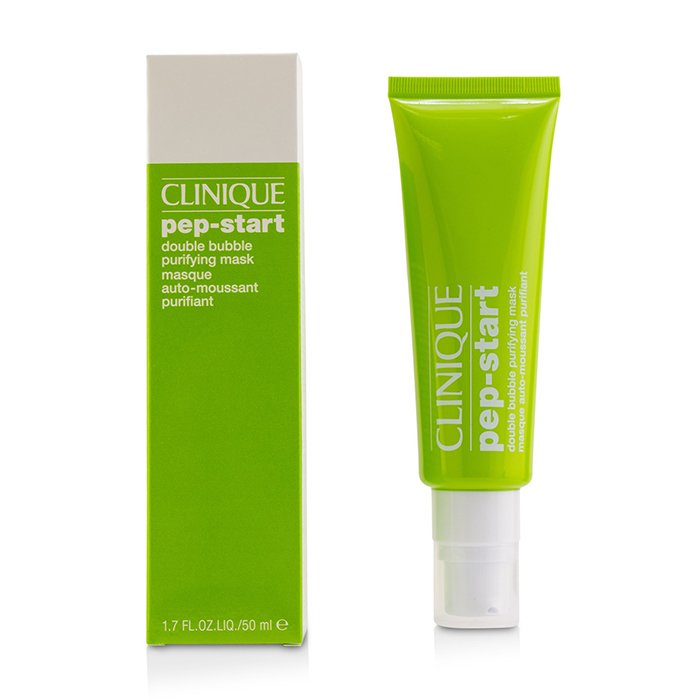 CLINIQUE
pep-start
double bubble
purifying mask
masque
auto-moussant
purifiant
1.7 FL.OZ.LIQ./50 ml ℮
CLINIQUE
pep-start
double bubble purifying mask
masque auto-moussant purifiant